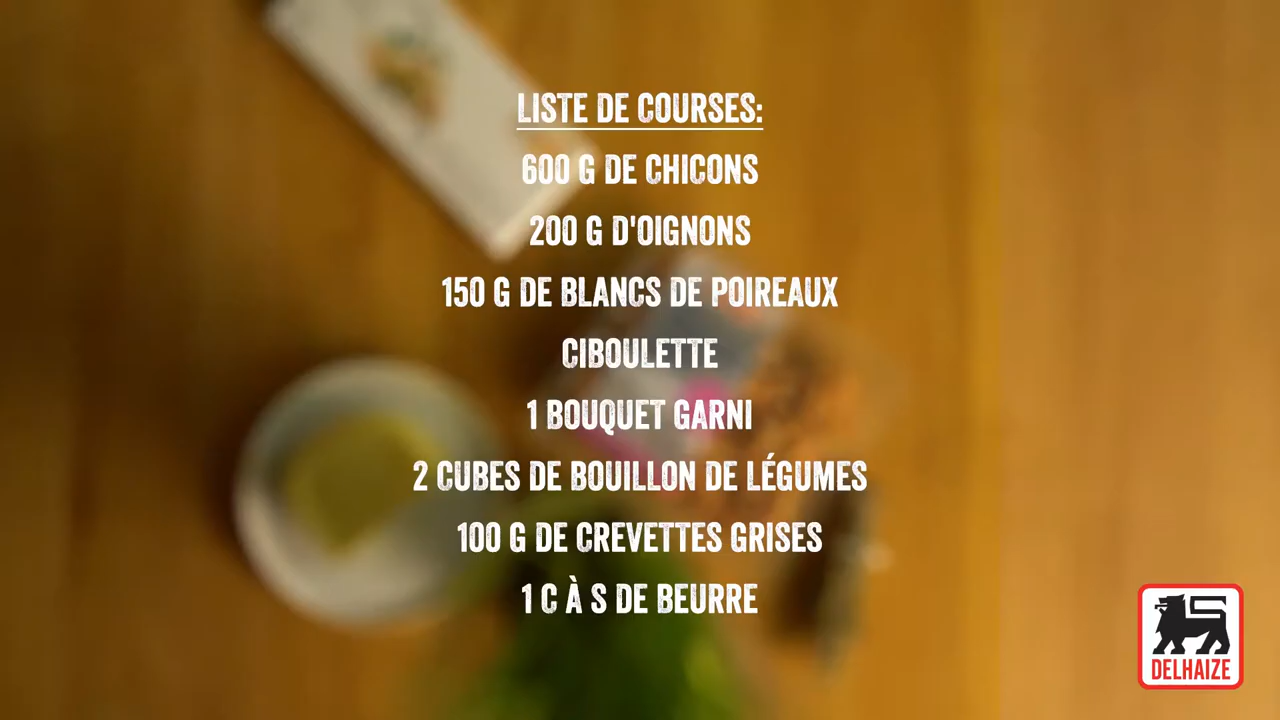 LISTE DE COURSES:
600 G DE CHICONS
200 G D'OIGNONS
150 G DE BLANCS DE POIREAUX
CIBOULETTE
1 BOUQUET GARNI
2 CUBES DE BOUILLON DE LÉGUMES
100 G DE CREVETTES GRISES
1 C À S DE BEURRE
DELHAIZE